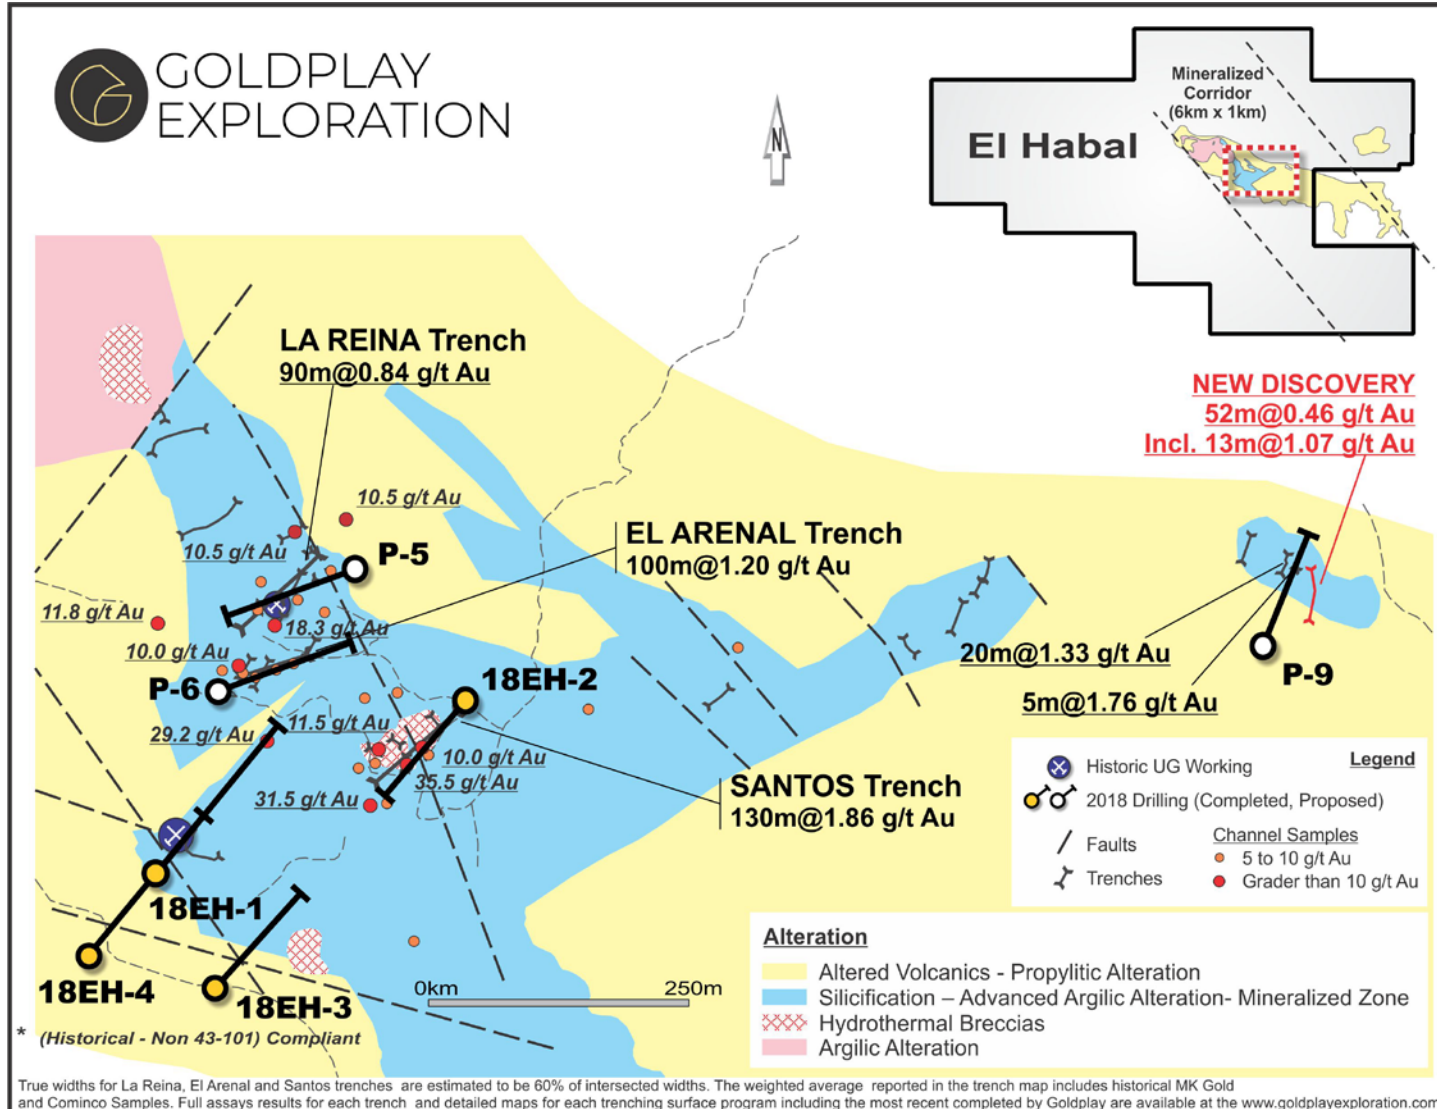 GOLDPLAY
EXPLORATION
N
Mineralized
Corridor
(6km x 1km)
El Habal
LA REINA Trench
90m@0.84 g/t Au
NEW DISCOVERY
52m@0.46 g/t Au
Incl. 13m@1.07 g/t Au
10.5 g/t Au
EL ARENAL Trench
100m@1.20 g/t Au
10.5 g/t Au
P-5
11.8 g/t Au
18.3 g/t Au
10.0 g/t Au
P-6
18EH-2
20m@1.33 g/t Au
P-9
5m@1.76 g/t Au
29.2 g/t Au
11.5 g/t Au
10.0 g/t Au
35.5 g/t Au
31.5 g/t Au
SANTOS Trench
130m@1.86 g/t Au
Legend
Historic UG Working
2018 Drilling (Completed, Proposed)
Faults
Trenches
Channel Samples
5 to 10 g/t Au
Grader than 10 g/t Au
18EH-1
18EH-4
18EH-3
0km
250m
Alteration
Altered Volcanics - Propylitic Alteration
Silicification – Advanced Argilic Alteration- Mineralized Zone
Hydrothermal Breccias
Argilic Alteration
* (Historical - Non 43-101) Compliant
True widths for La Reina, El Arenal and Santos trenches are estimated to be 60% of intersected widths. The weighted average reported in the trench map includes historical MK Gold
and Cominco Samples. Full assays results for each trench and detailed maps for each trenching surface program including the most recent completed by Goldplay are available at the www.goldplayexploration.com